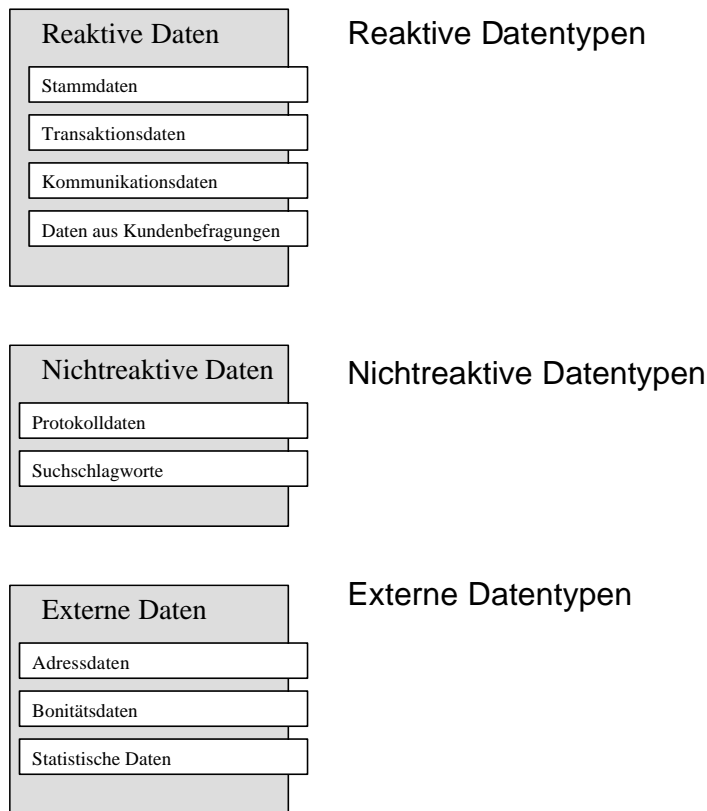 Reaktive Daten
Reaktive Datentypen
Stammdaten
Transaktionsdaten
Kommunikationsdaten
Daten aus Kundenbefragungen
Nichtreaktive Daten
Nichtreaktive Datentypen
Protokolldaten
Suchschlagworte
Externe Daten
Externe Datentypen
Adressdaten
Bonitätsdaten
Statistische Daten